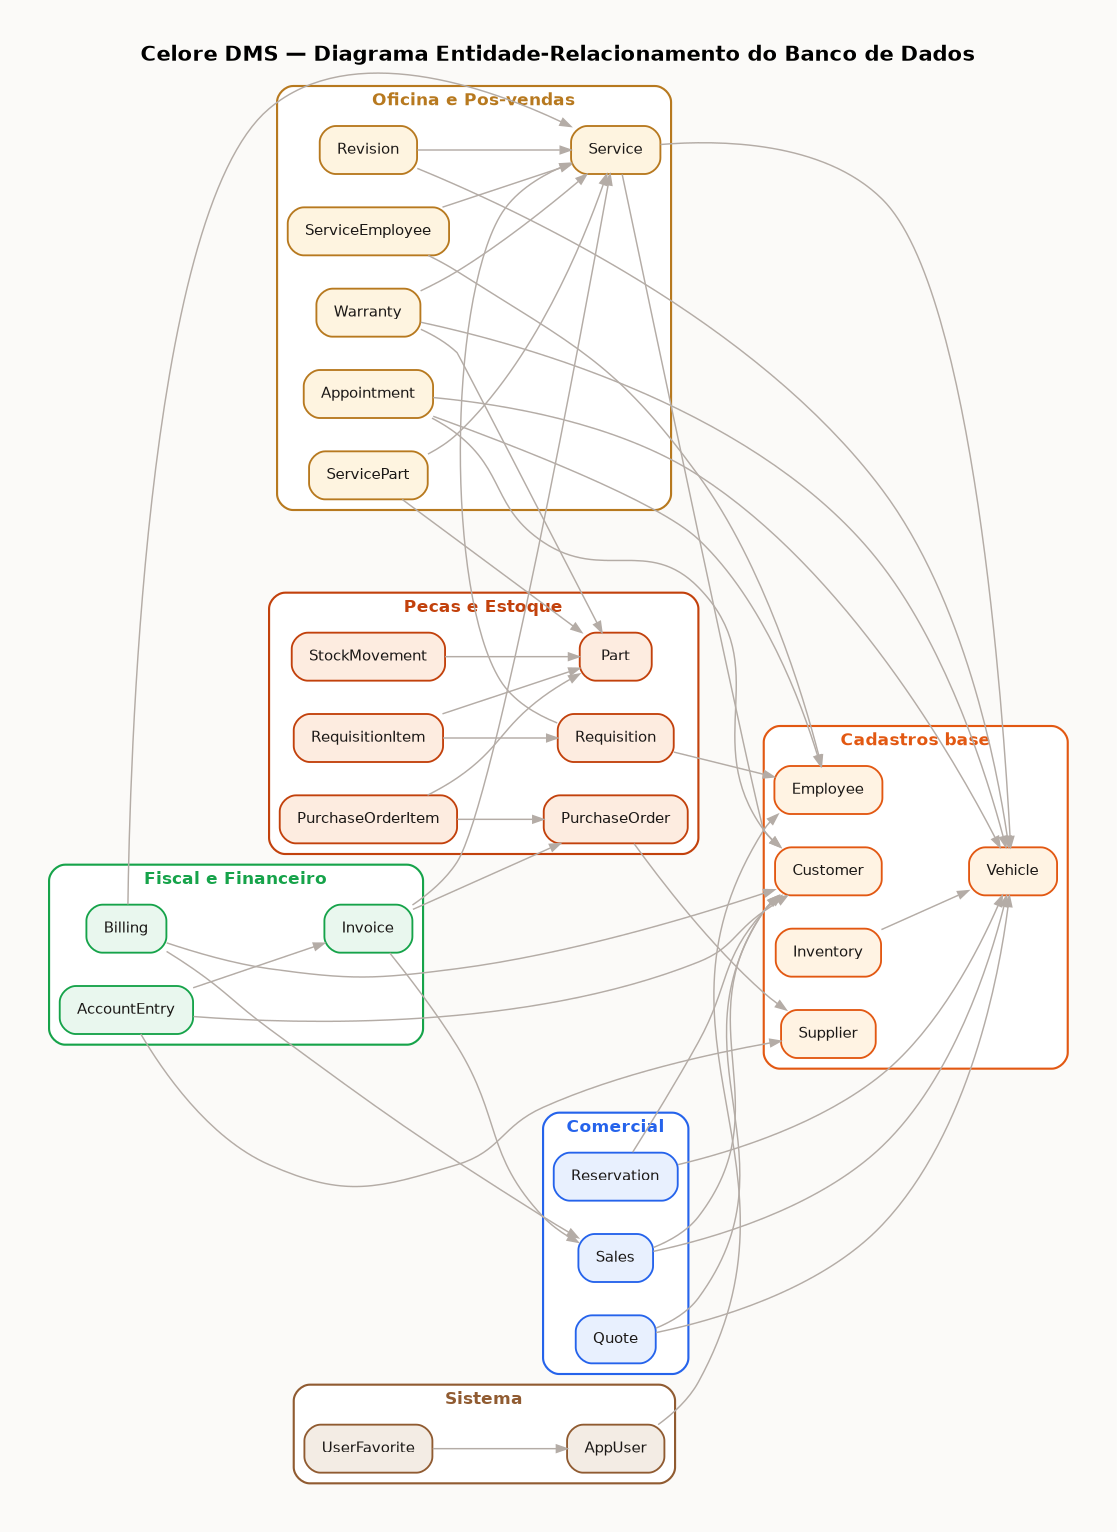 Celore DMS — Diagrama Entidade-Relacionamento do Banco de Dados
Oficina e Pos-vendas
Revision
Service
ServiceEmployee
Warranty
Appointment
ServicePart
Pecas e Estoque
StockMovement
Part
RequisitionItem
Requisition
PurchaseOrderItem
PurchaseOrder
Cadastros base
Employee
Customer
Vehicle
Inventory
Supplier
Fiscal e Financeiro
Billing
Invoice
AccountEntry
Comercial
Reservation
Sales
Quote
Sistema
UserFavorite
AppUser